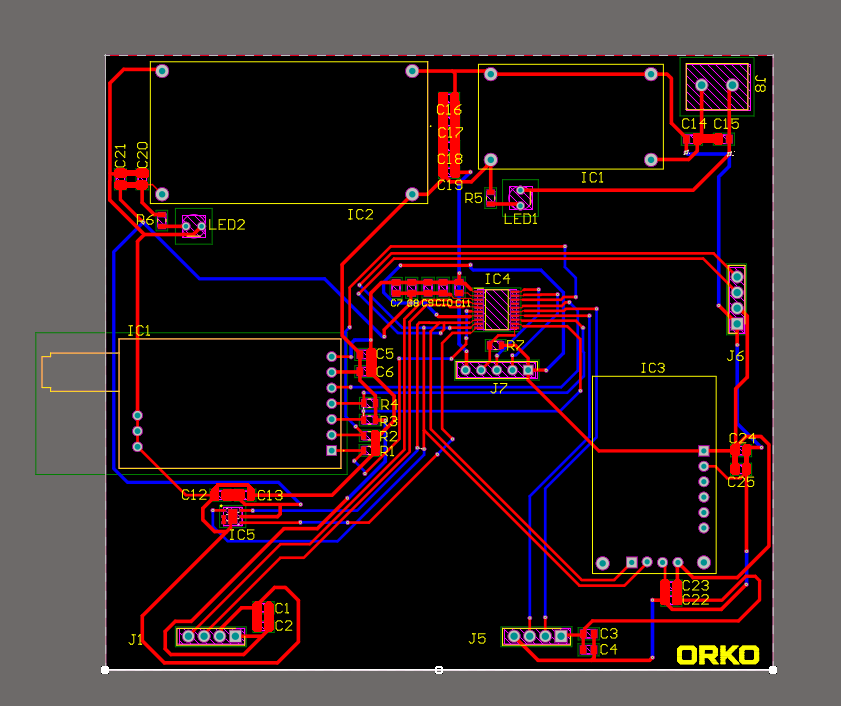 J8
C16
C14 C15
C17
C21 C20
C18
C19
IC1
R5
IC2
LED1
R6
LED2
IC4
C7 C8 C9 C10 C11
IC1
R7
C5
J6
C6
J7
IC3
R4
R3
R2
C24
R1
C25
C12 C13
IC5
C23
C22
C1
C2
J1
J5
C3
C4
ORKO